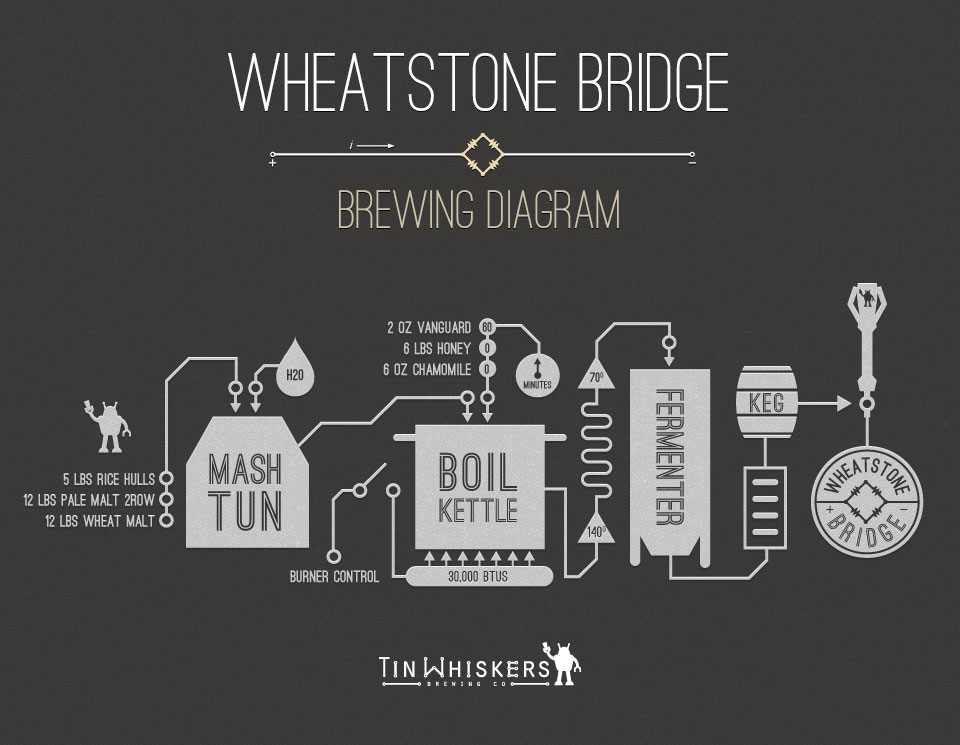 WHEATSTONE BRIDGE
i
+ −
BREWING DIAGRAM
2 OZ VANGUARD 60
6 LBS HONEY 0
6 OZ CHAMOMILE 0
MINUTES
H2O
70⁰
KEG
FERMENTER
5 LBS RICE HULLS
12 LBS PALE MALT 2ROW
12 LBS WHEAT MALT
MASH
TUN
BOIL
KETTLE
140⁰
WHEATSTONE
+ −
BRIDGE
BURNER CONTROL
30,000 BTUS
TIN WHISKERS
BREWING CO